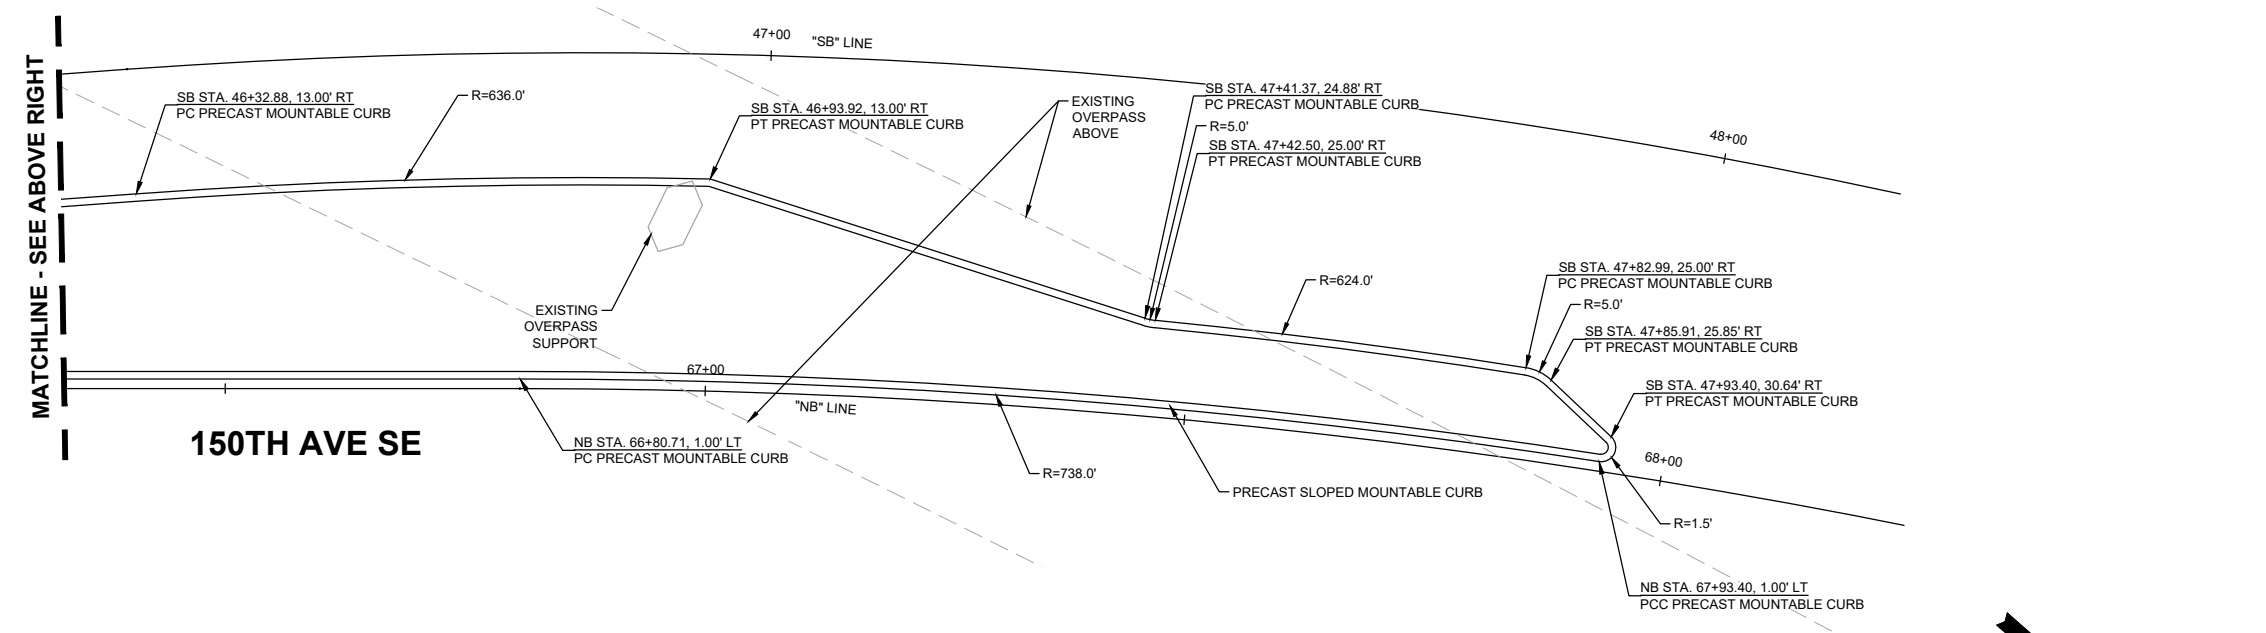 MATCHLINE - SEE ABOVE RIGHT
47+00
"SB" LINE
SB STA. 46+32.88, 13.00' RT
PC PRECAST MOUNTABLE CURB
R=636.0'
SB STA. 46+93.92, 13.00' RT
PT PRECAST MOUNTABLE CURB
EXISTING
OVERPASS
ABOVE
SB STA. 47+41.37, 24.88' RT
PC PRECAST MOUNTABLE CURB
R=5.0'
SB STA. 47+42.50, 25.00' RT
PT PRECAST MOUNTABLE CURB
48+00
R=624.0'
SB STA. 47+82.99, 25.00' RT
PC PRECAST MOUNTABLE CURB
R=5.0'
SB STA. 47+85.91, 25.85' RT
PT PRECAST MOUNTABLE CURB
SB STA. 47+93.40, 30.64' RT
PT PRECAST MOUNTABLE CURB
EXISTING
OVERPASS
SUPPORT
67+00
"NB" LINE
150TH AVE SE
NB STA. 66+80.71, 1.00' LT
PC PRECAST MOUNTABLE CURB
R=738.0'
PRECAST SLOPED MOUNTABLE CURB
68+00
R=1.5'
NB STA. 67+93.40, 1.00' LT
PCC PRECAST MOUNTABLE CURB